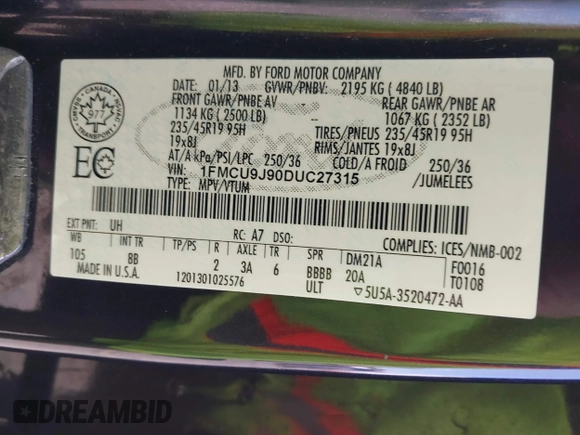 MFG. BY FORD MOTOR COMPANY
DATE: 01/13 GVWR/PNBV: 2195 KG ( 4840 LB)
FRONT GAWR/PNBE AV REAR GAWR/PNBE AR
1134 KG ( 2500 LB) 1067 KG ( 2352 LB)
235/45R19 95H TIRES/PNEUS 235/45R19 95H
19x8J RIMS/JANTES 19x8J
AT/A kPa/PSI/LPC 250/36 COLD/A FROID 250/36
VIN: 1FMCU9J90DUC27315 /JUMELEES
TYPE: MPV/VTUM
CANADA
977
TRANSPORT
EC
EXT PNT: UH RC: A7 DSO: COMPLIES: ICES/NMB-002
WB INT TR TP/PS R AXLE TR SPR DM21A F0016
105 8B 2 3A 6 BBBB 20A T0108
MADE IN U.S.A. 1201301025576 ULT 5U5A-3520472-AA
DREAMBID